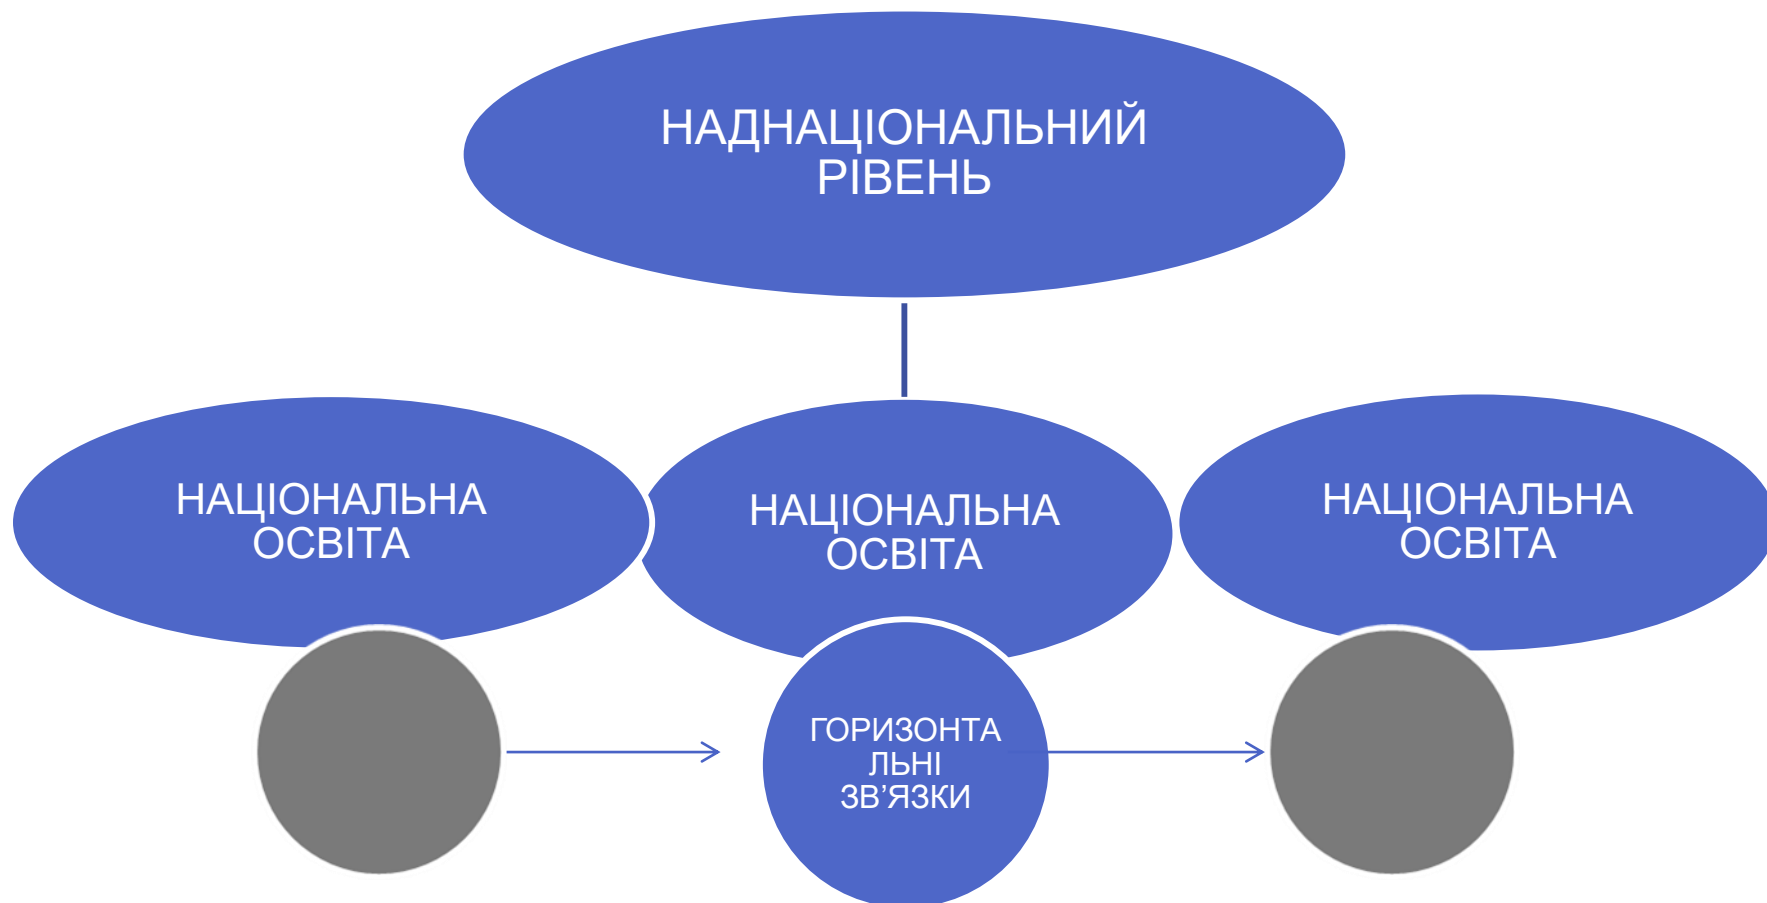 НАДНАЦІОНАЛЬНИЙ
РІВЕНЬ
НАЦІОНАЛЬНА
ОСВІТА
НАЦІОНАЛЬНА
ОСВІТА
НАЦІОНАЛЬНА
ОСВІТА
ГОРИЗОНТА
ЛЬНІ
ЗВ’ЯЗКИ